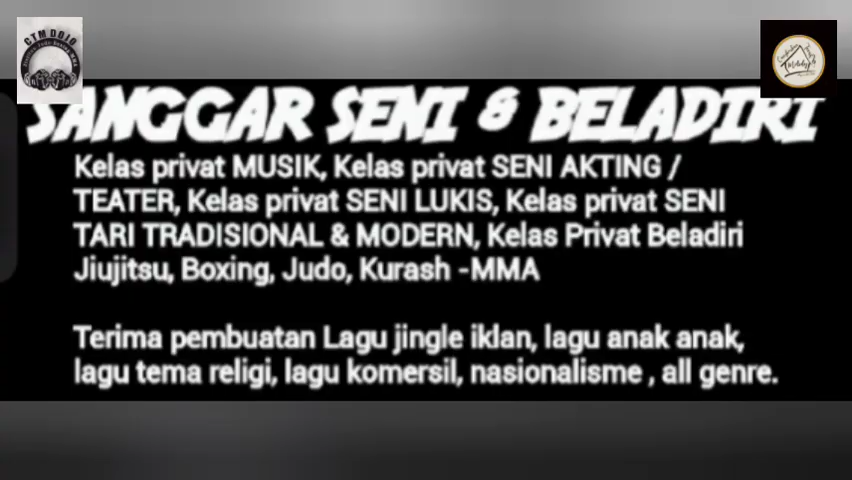 CTM DOJO
SANGGAR SENI & BELADIRI
Kelas privat MUSIK, Kelas privat SENI AKTING /
TEATER, Kelas privat SENI LUKIS, Kelas privat SENI
TARI TRADISIONAL & MODERN, Kelas Privat Beladiri
Jiujitsu, Boxing, Judo, Kurash -MMA
Terima pembuatan Lagu jingle iklan, lagu anak anak,
lagu tema religi, lagu komersil, nasionalisme , all genre.